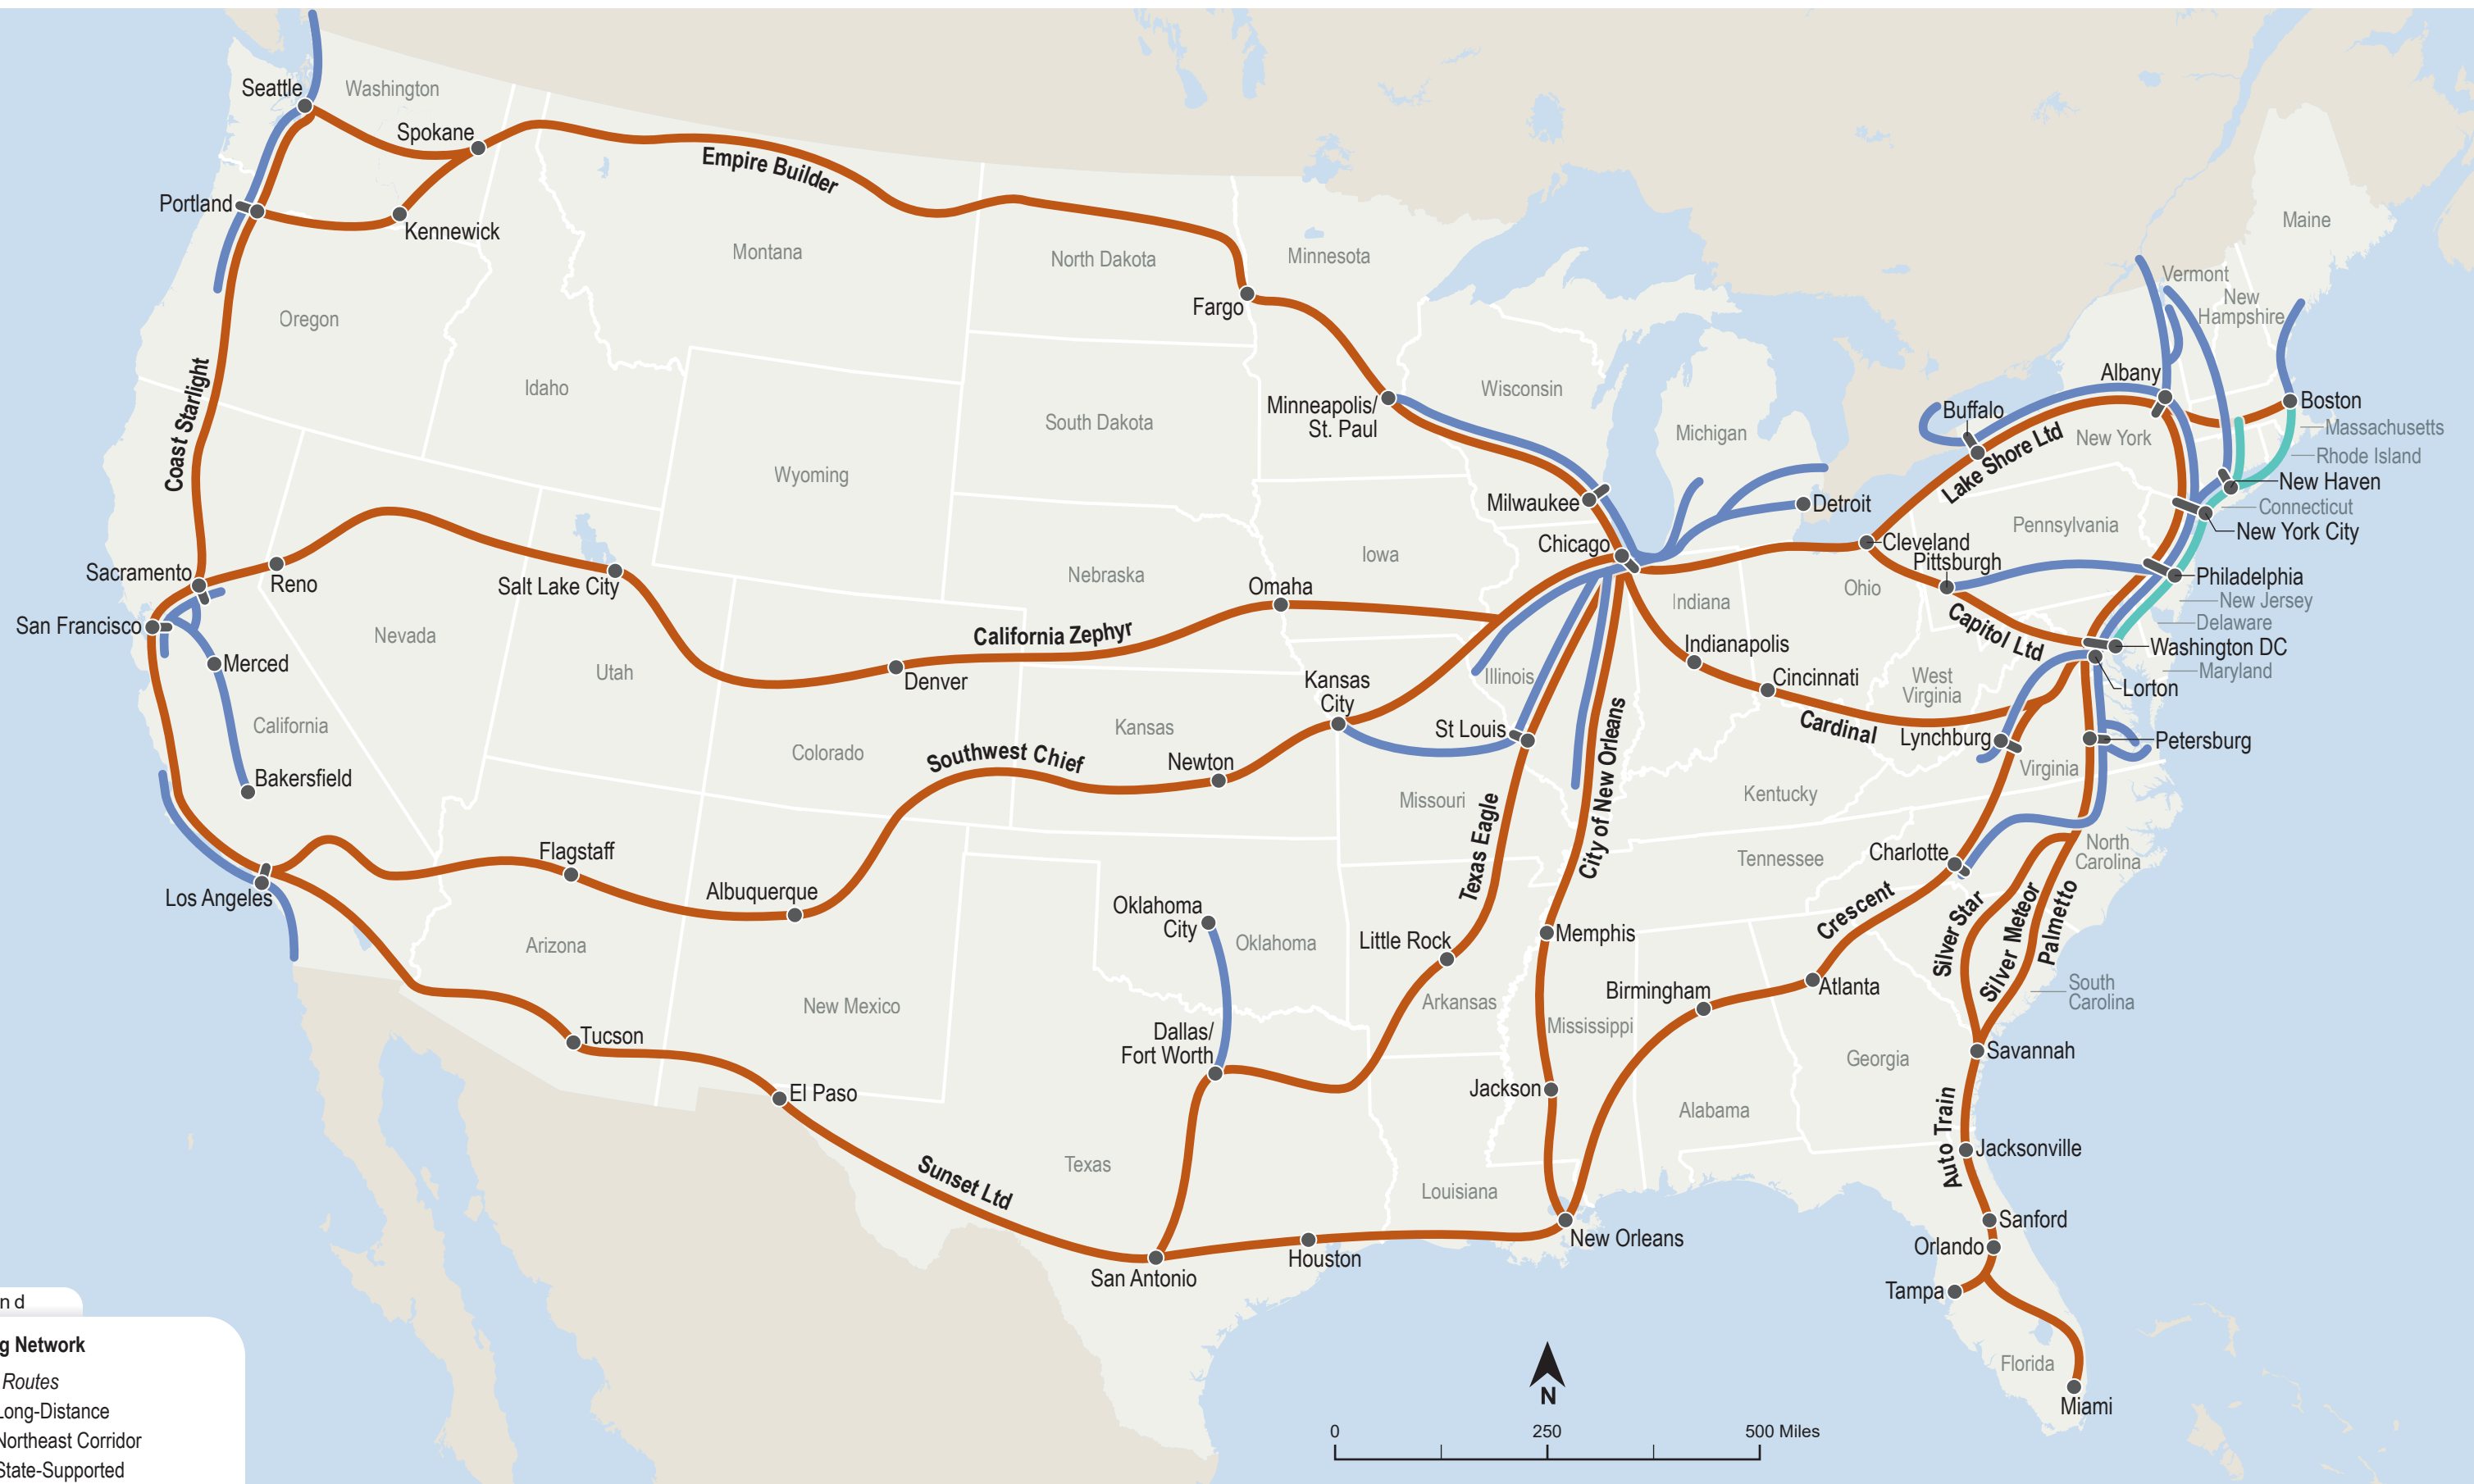 Seattle
Washington
Spokane
Portland
Kennewick
Empire Builder
Montana
North Dakota
Minnesota
Fargo
Oregon
Idaho
Coast Starlight
Wyoming
South Dakota
Minneapolis/
St. Paul
Wisconsin
Michigan
Milwaukee
Detroit
Chicago
Maine
Vermont
New
Hampshire
Albany
Boston
Buffalo
Massachusetts
New York
Rhode Island
Lake Shore Ltd
New Haven
Connecticut
New York City
Pennsylvania
Cleveland
Pittsburgh
Philadelphia
New Jersey
Delaware
Ohio
Capitol Ltd
Washington DC
Maryland
Lorton
Sacramento
Reno
San Francisco
Salt Lake City
Nevada
Merced
Utah
California
Bakersfield
Denver
California Zephyr
Nebraska
Omaha
Iowa
Indiana
Indianapolis
Cincinnati
West
Virginia
Cardinal
Lynchburg
Petersburg
Virginia
Illinois
Kansas
City
St Louis
Kansas
Colorado
Southwest Chief
Newton
Missouri
Kentucky
Texas Eagle
City of New Orleans
Tennessee
Charlotte
North
Carolina
Crescent
Silver Star
Silver Meteor
Palmetto
South
Carolina
Los Angeles
Flagstaff
Albuquerque
Arizona
New Mexico
Oklahoma
City
Oklahoma
Little Rock
Arkansas
Memphis
Mississippi
Birmingham
Atlanta
Georgia
Alabama
Savannah
Tucson
El Paso
Dallas/
Fort Worth
Jackson
Texas
Sunset Ltd
San Antonio
Houston
Louisiana
New Orleans
Auto Train
Jacksonville
Sanford
Orlando
Tampa
Florida
Miami
N
0 250 500 Miles
nd
g Network
Routes
Long-Distance
Northeast Corridor
State-Supported